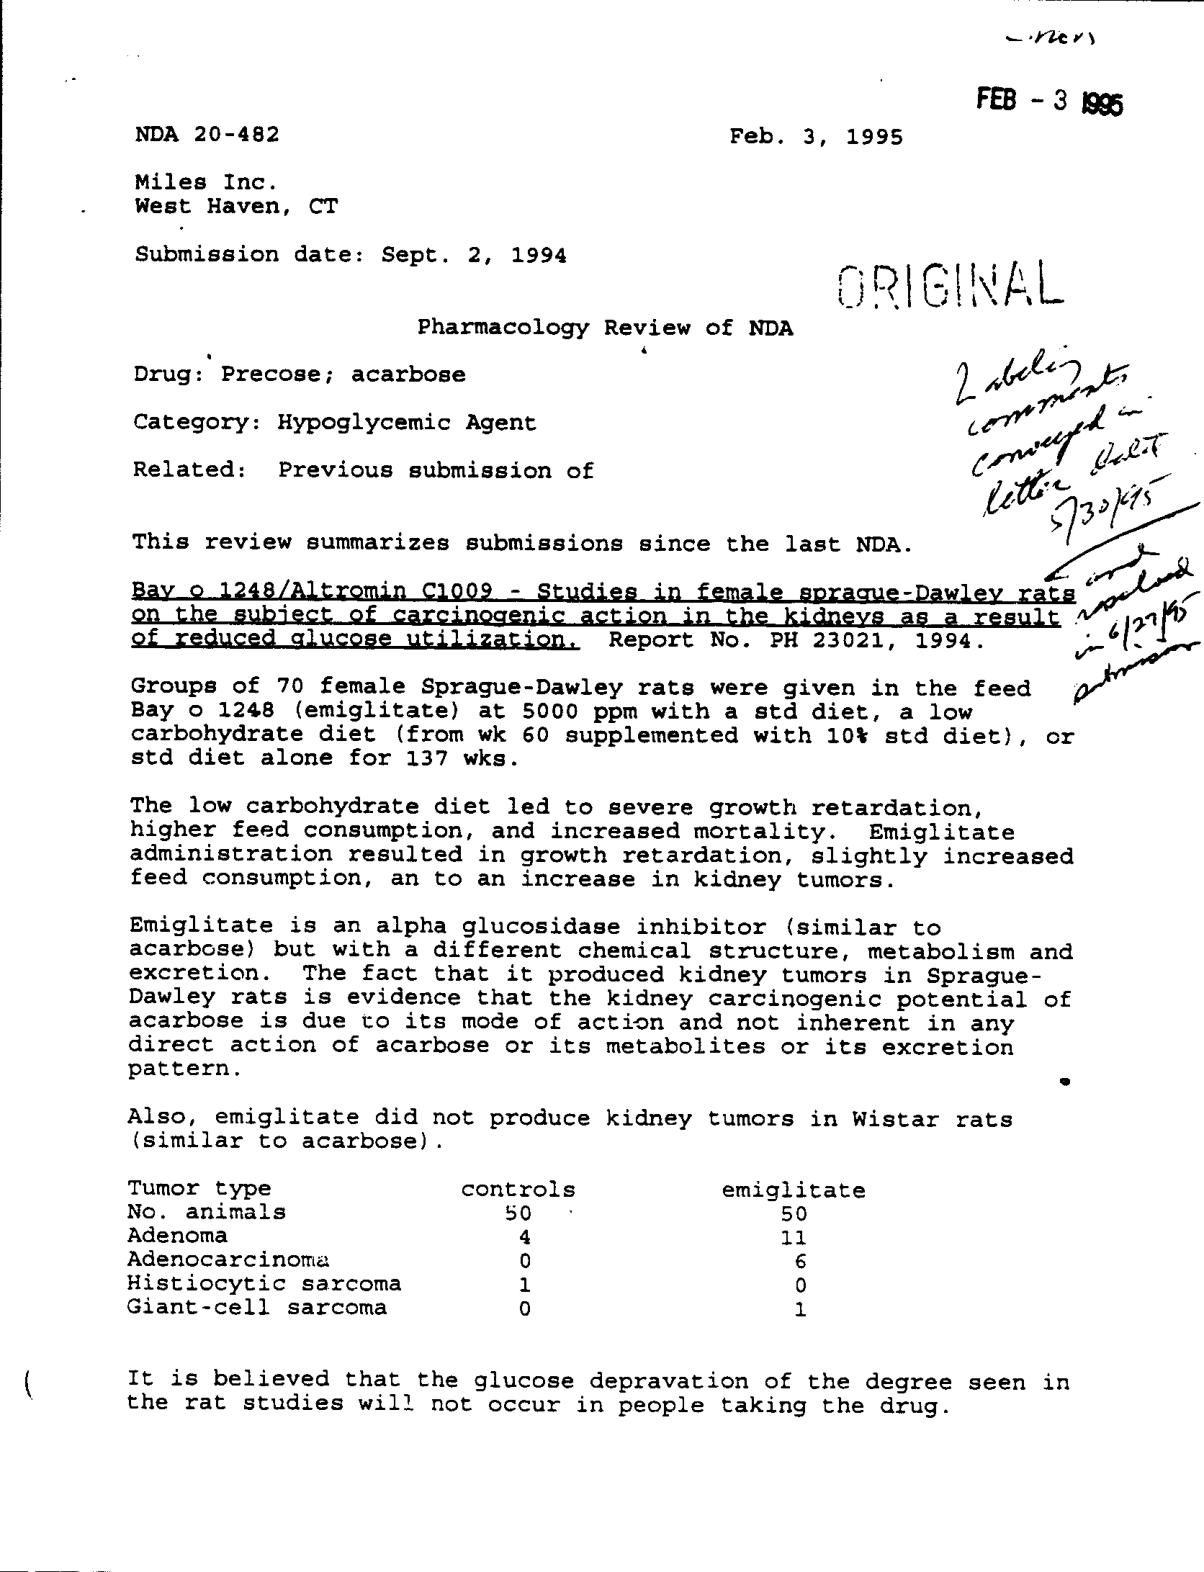 FEB - 3 1995
NDA 20-482 Feb. 3, 1995
Miles Inc.
West Haven, CT
Submission date: Sept. 2, 1994
ORIGINAL
Pharmacology Review of NDA
Drug: Precose; acarbose
Category: Hypoglycemic Agent
Related: Previous submission of
Labeling
comments
conveyed in
letter
5/30/95
and
resolved
in 6/27/95
submission
This review summarizes submissions since the last NDA.
Bay o 1248/Altromin C1009 - Studies in female sprague-Dawley rats
on the subject of carcinogenic action in the kidneys as a result
of reduced glucose utilization. Report No. PH 23021, 1994.
Groups of 70 female Sprague-Dawley rats were given in the feed
Bay o 1248 (emiglitate) at 5000 ppm with a std diet, a low
carbohydrate diet (from wk 60 supplemented with 10% std diet), or
std diet alone for 137 wks.
The low carbohydrate diet led to severe growth retardation,
higher feed consumption, and increased mortality. Emiglitate
administration resulted in growth retardation, slightly increased
feed consumption, an to an increase in kidney tumors.
Emiglitate is an alpha glucosidase inhibitor (similar to
acarbose) but with a different chemical structure, metabolism and
excretion. The fact that it produced kidney tumors in Sprague-
Dawley rats is evidence that the kidney carcinogenic potential of
acarbose is due to its mode of action and not inherent in any
direct action of acarbose or its metabolites or its excretion
pattern.
Also, emiglitate did not produce kidney tumors in Wistar rats
(similar to acarbose).
Tumor type controls emiglitate
No. animals 50 50
Adenoma 4 11
Adenocarcinoma 0 6
Histiocytic sarcoma 1 0
Giant-cell sarcoma 0 1
It is believed that the glucose depravation of the degree seen in
the rat studies will not occur in people taking the drug.